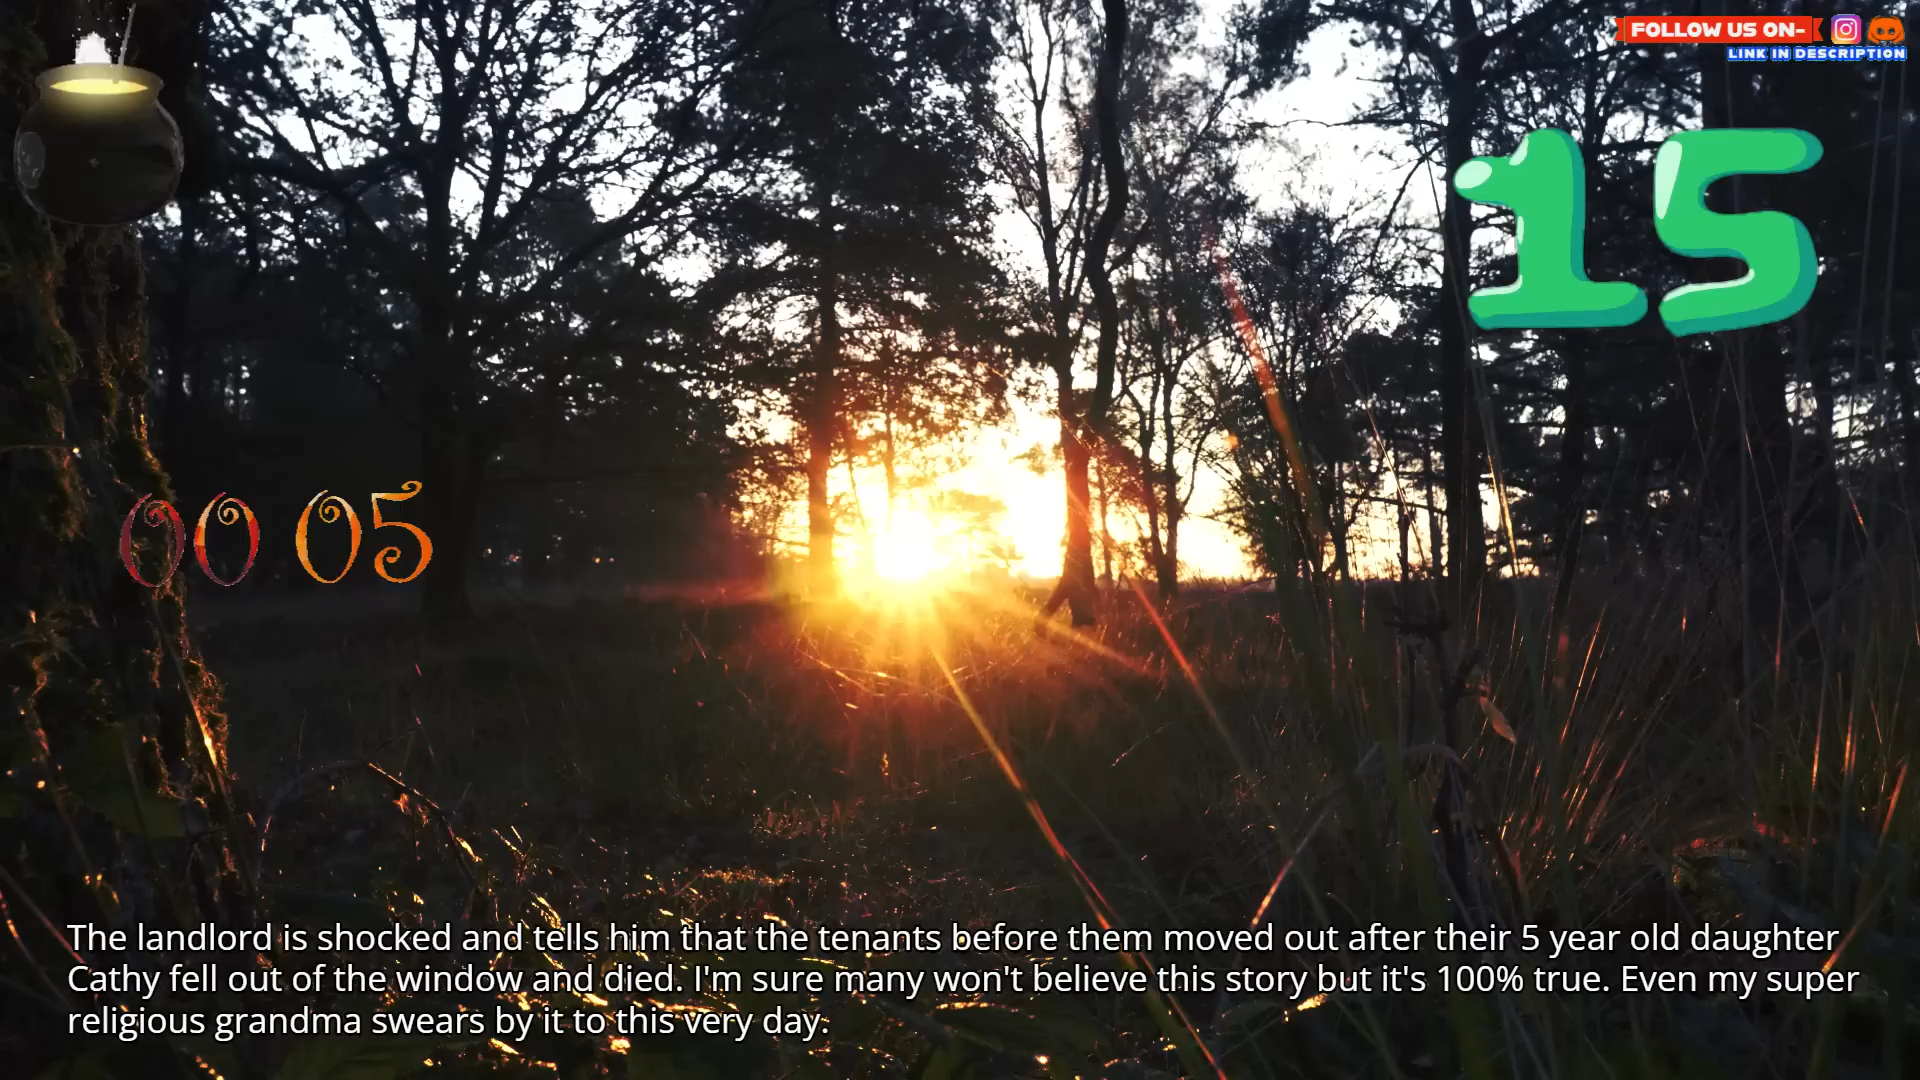 FOLLOW US ON-
LINK IN DESCRIPTION
15
00 05
The landlord is shocked and tells him that the tenants before them moved out after their 5 year old daughter
Cathy fell out of the window and died. I'm sure many won't believe this story but it's 100% true. Even my super
religious grandma swears by it to this very day.